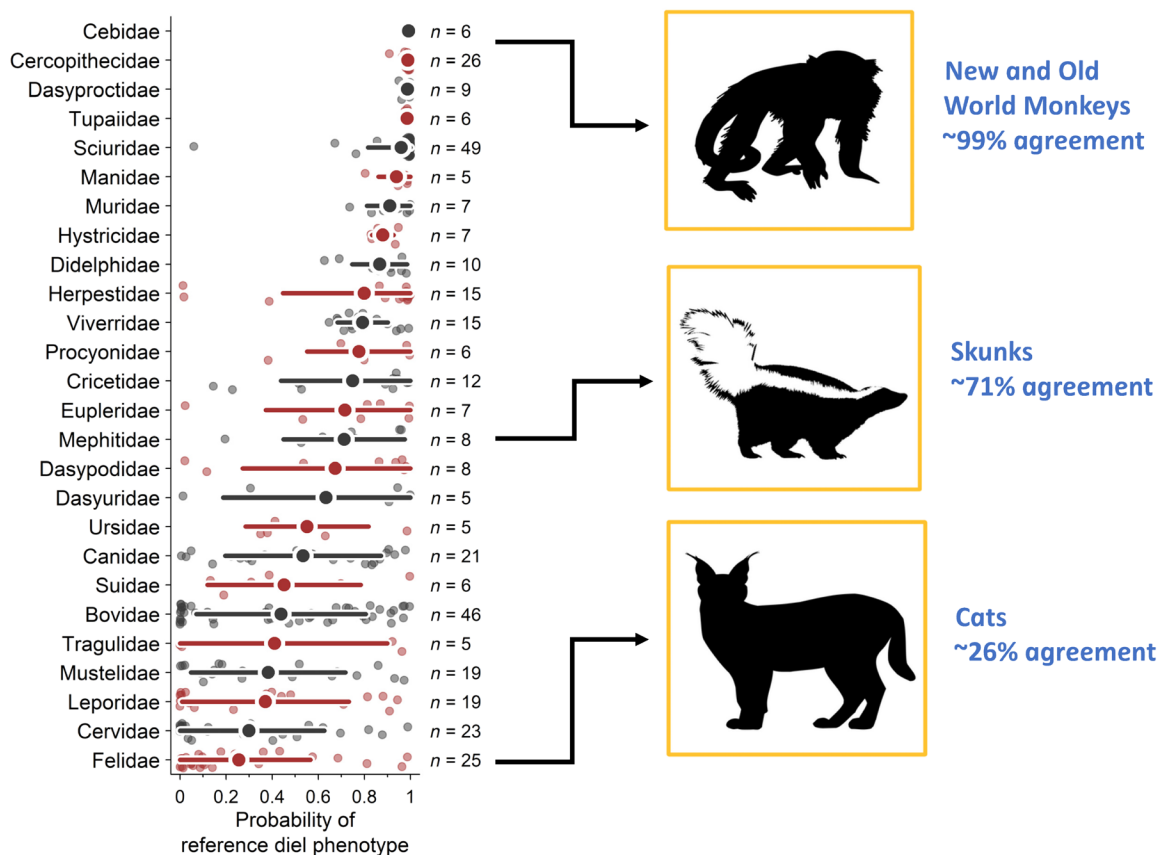 Cebidae n = 6
Cercopithecidae n = 26
Dasyproctidae n = 9
Tupaiidae n = 6
Sciuridae n = 49
Manidae n = 5
Muridae n = 7
Hystricidae n = 7
Didelphidae n = 10
Herpestidae n = 15
Viverridae n = 15
Procyonidae n = 6
Cricetidae n = 12
Eupleridae n = 7
Mephitidae n = 8
Dasypodidae n = 8
Dasyuridae n = 5
Ursidae n = 5
Canidae n = 21
Suidae n = 6
Bovidae n = 46
Tragulidae n = 5
Mustelidae n = 19
Leporidae n = 19
Cervidae n = 23
Felidae n = 25
0 0.2 0.4 0.6 0.8 1
Probability of
reference diel phenotype
New and Old
World Monkeys
~99% agreement
Skunks
~71% agreement
Cats
~26% agreement